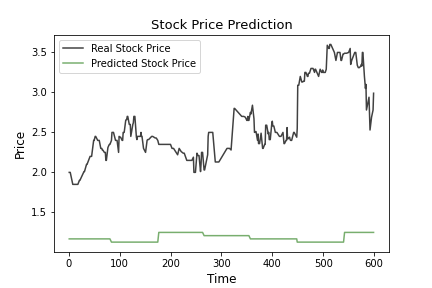 Stock Price Prediction
Real Stock Price
Predicted Stock Price
3.5
3.0
2.5
2.0
1.5
Price
0 100 200 300 400 500 600
Time